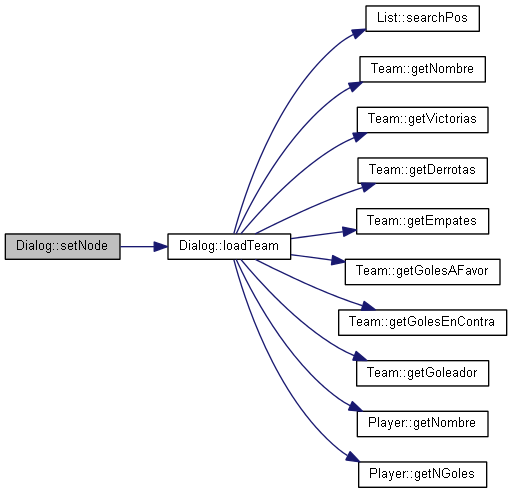 List::searchPos
Team::getNombre
Team::getVictorias
Team::getDerrotas
Dialog::setNode
Dialog::loadTeam
Team::getEmpates
Team::getGolesAFavor
Team::getGolesEnContra
Team::getGoleador
Player::getNombre
Player::getNGoles